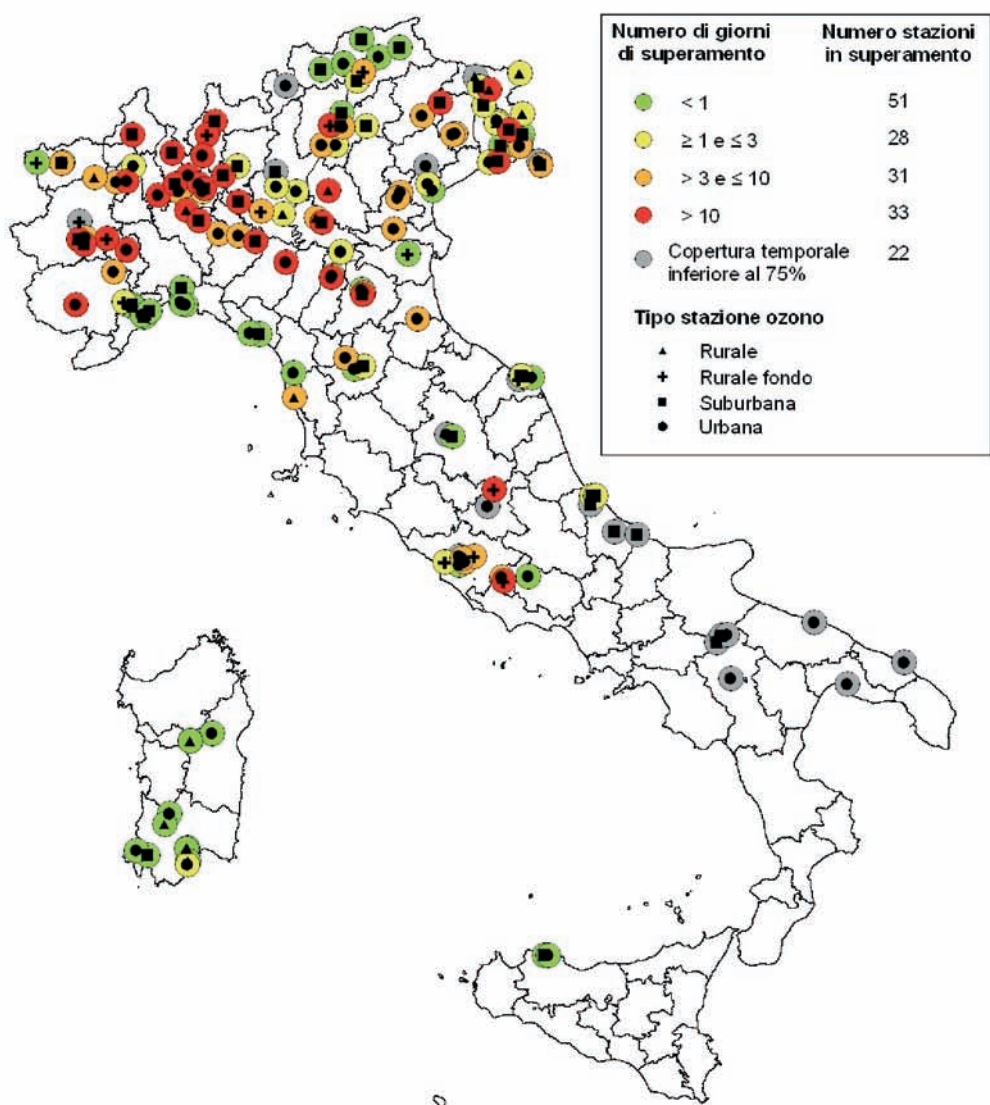 Numero di giorni di superamento
Numero stazioni in superamento
< 1 51
≥ 1 e ≤ 3 28
> 3 e ≤ 10 31
> 10 33
Copertura temporale
inferiore al 75% 22
Tipo stazione ozono
Rurale
Rurale fondo
Suburbana
Urbana